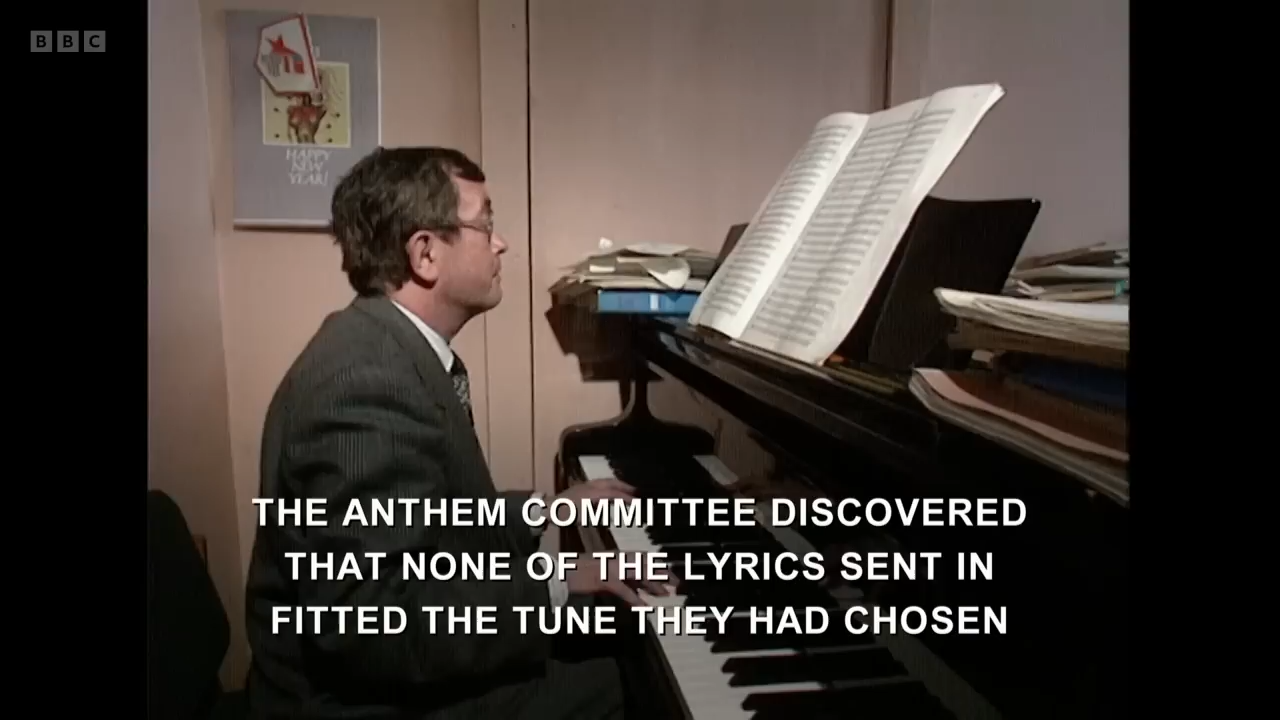 BBC
HAPPY
NEW
YEAR!
THE ANTHEM COMMITTEE DISCOVERED
THAT NONE OF THE LYRICS SENT IN
FITTED THE TUNE THEY HAD CHOSEN